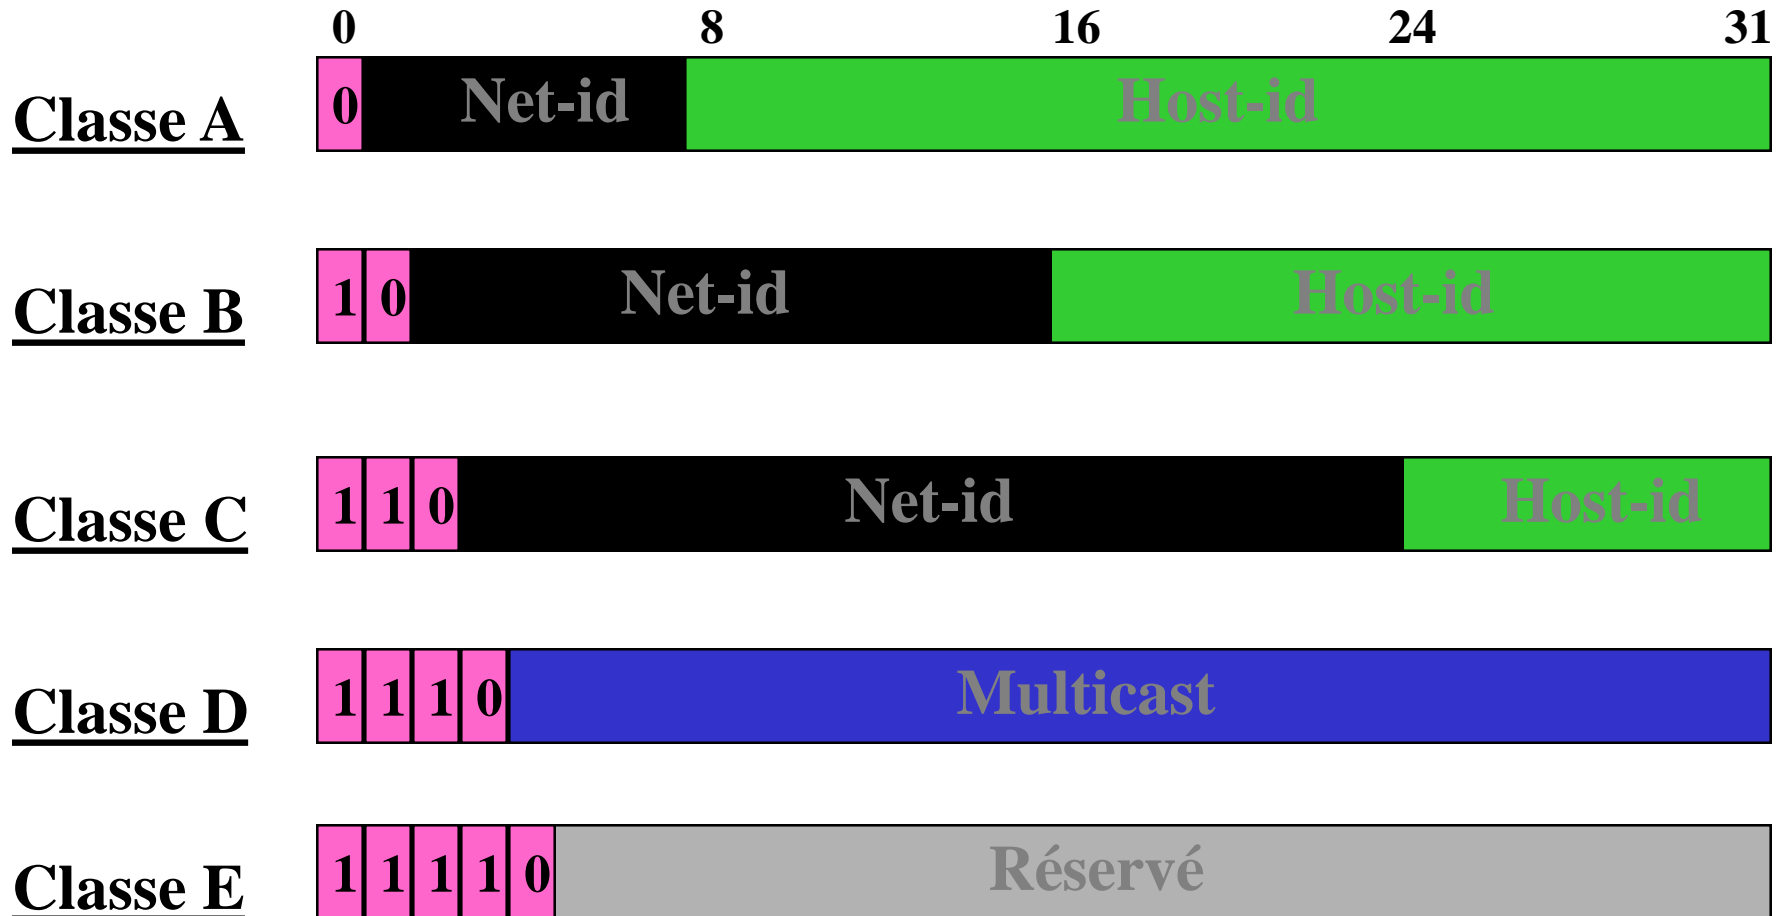 0 8 16 24 31
Classe A 0 Net-id Host-id
Classe B 1 0 Net-id Host-id
Classe C 1 1 0 Net-id Host-id
Classe D 1 1 1 0 Multicast
Classe E 1 1 1 1 0 Réservé